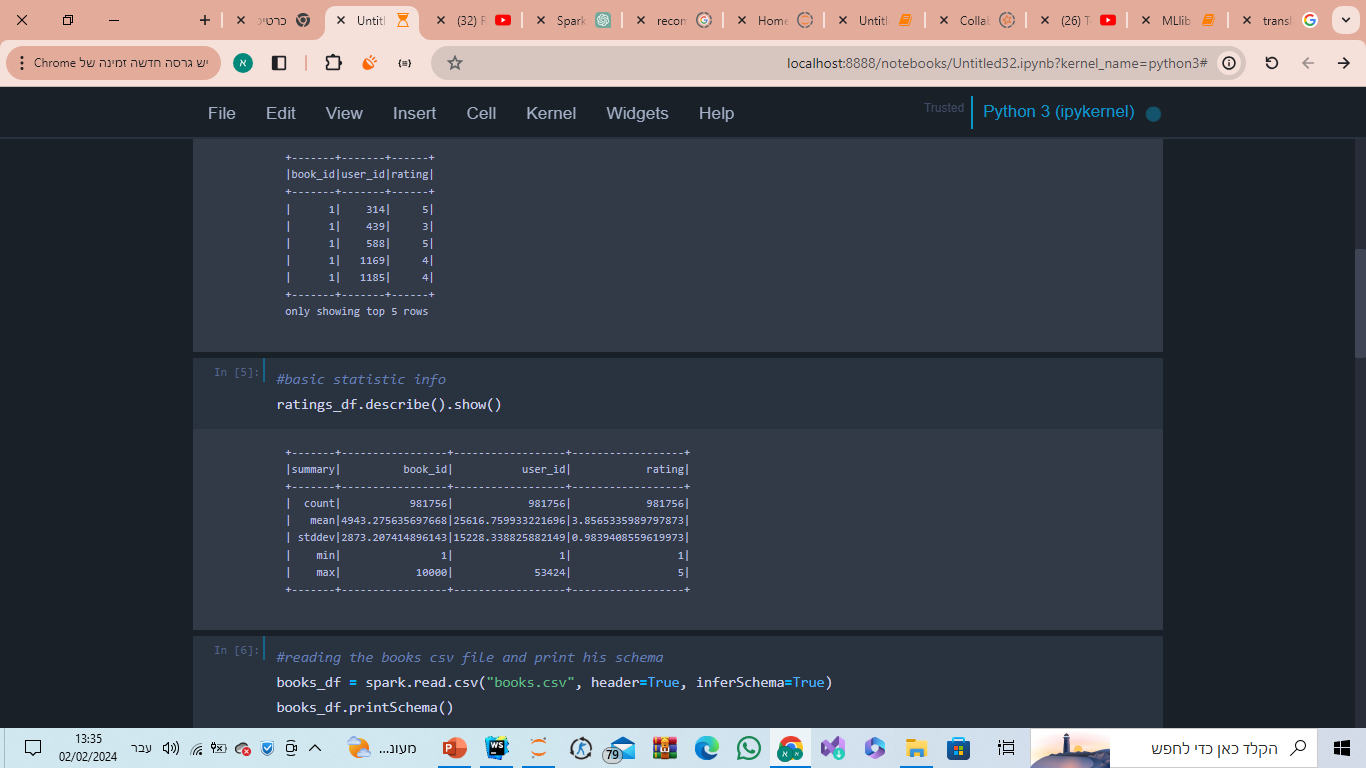 כרטיכ
Untitl
(32) F
Spark
recon
Home
Untitl
Collal
(26) T
MLlib
transl
יש גרסה חדשה זמינה של Chrome
א
localhost:8888/notebooks/Untitled32.ipynb?kernel_name=python3#
File Edit View Insert Cell Kernel Widgets Help
Trusted
Python 3 (ipykernel)
+-------+-------+------+
|book_id|user_id|rating|
+-------+-------+------+
|      1|    314|     5|
|      1|    439|     3|
|      1|    588|     5|
|      1|   1169|     4|
|      1|   1185|     4|
+-------+-------+------+
only showing top 5 rows
In [5]:
#basic statistic info
ratings_df.describe().show()
+-------+-----------------+------------------+------------------+
|summary|          book_id|           user_id|            rating|
+-------+-----------------+------------------+------------------+
|  count|           981756|            981756|            981756|
|   mean|4943.275635697668|25616.759933221696|3.8565335989797873|
| stddev|2873.207414896143|15228.338825882149|0.9839408559619973|
|    min|                1|                 1|                 1|
|    max|            10000|             53424|                 5|
+-------+-----------------+------------------+------------------+
In [6]:
#reading the books csv file and print his schema
books_df = spark.read.csv("books.csv", header=True, inferSchema=True)
books_df.printSchema()
13:35
02/02/2024
עבר
מעונ...
79
הקלד כאן כדי לחפש